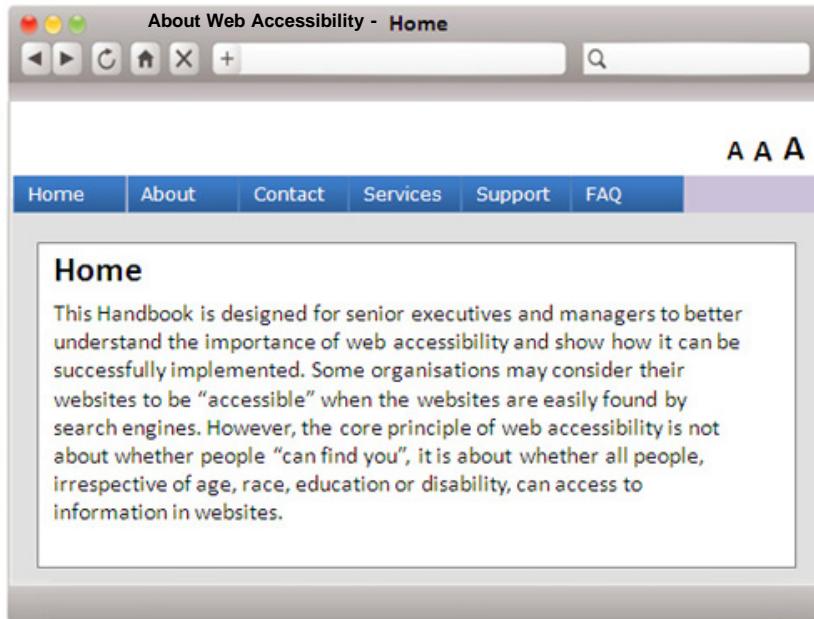 About Web Accessibility - Home
A A A
Home About Contact Services Support FAQ
Home
This Handbook is designed for senior executives and managers to better
understand the importance of web accessibility and show how it can be
successfully implemented. Some organisations may consider their
websites to be “accessible” when the websites are easily found by
search engines. However, the core principle of web accessibility is not
about whether people “can find you”, it is about whether all people,
irrespective of age, race, education or disability, can access to
information in websites.